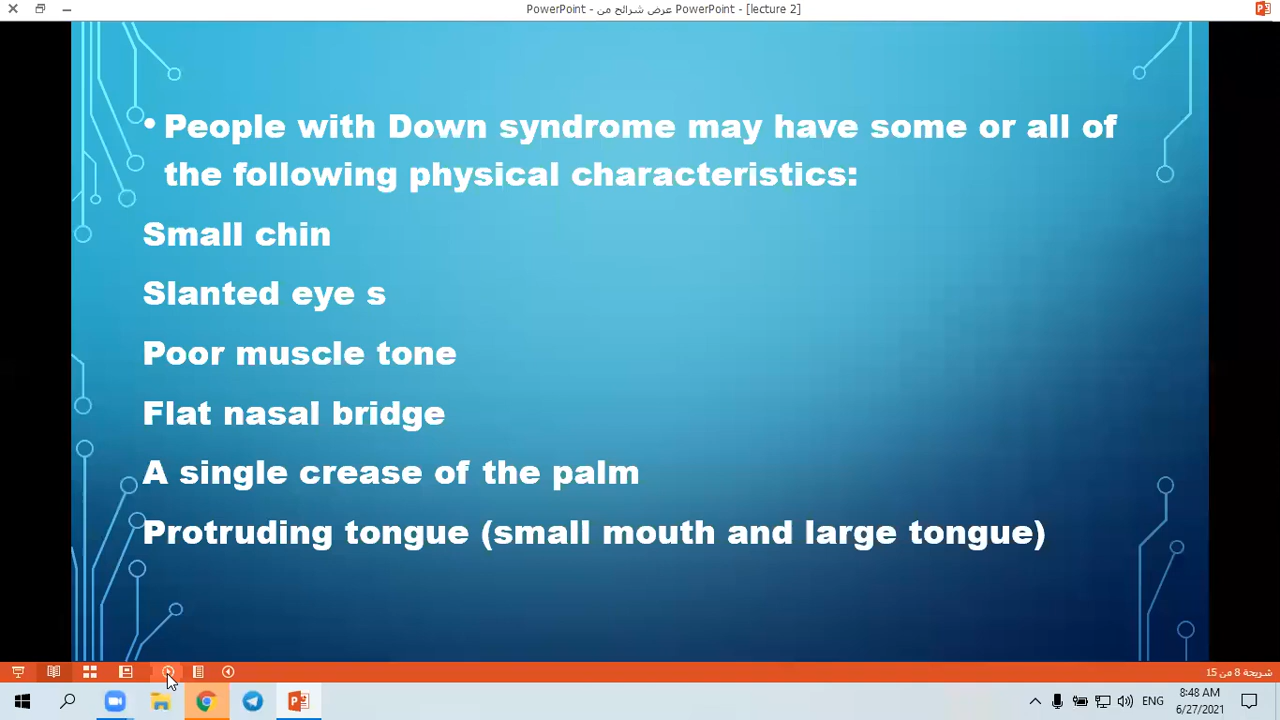 PowerPoint - عرض شرائح من PowerPoint - [lecture 2]
• People with Down syndrome may have some or all of
the following physical characteristics:
Small chin
Slanted eye s
Poor muscle tone
Flat nasal bridge
A single crease of the palm
Protruding tongue (small mouth and large tongue)
شريحة 8 من 15
ENG
8:48 AM
6/27/2021